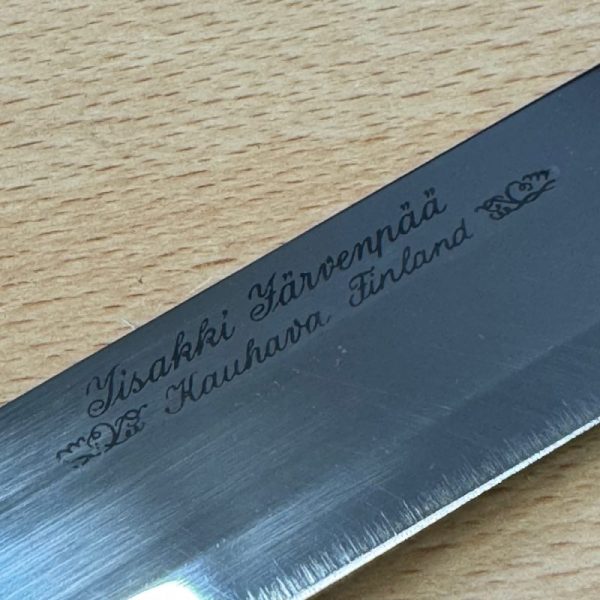 Iisakki Järvenpää
Kauhava Finland